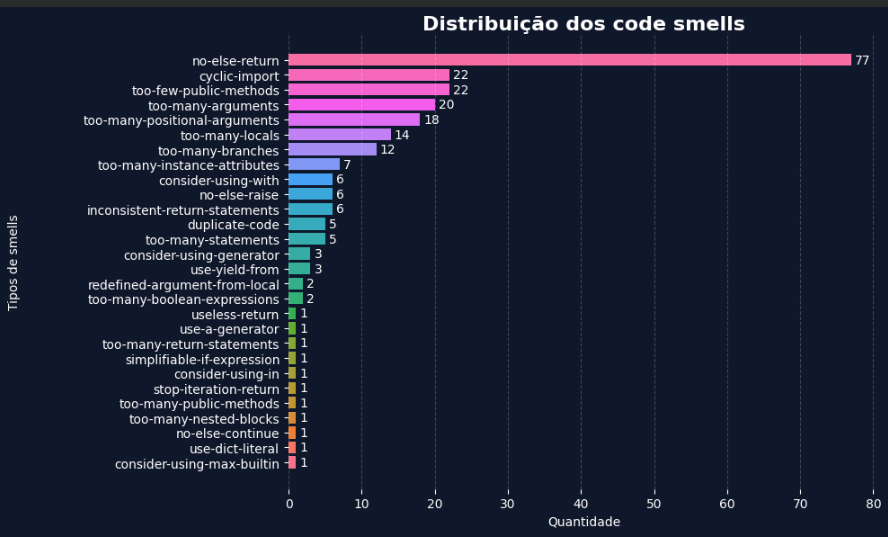 Distribuição dos code smells
Tipos de smells
no-else-return 77
cyclic-import 22
too-few-public-methods 22
too-many-arguments 20
too-many-positional-arguments 18
too-many-locals 14
too-many-branches 12
too-many-instance-attributes 7
consider-using-with 6
no-else-raise 6
inconsistent-return-statements 6
duplicate-code 5
too-many-statements 5
consider-using-generator 3
use-yield-from 3
redefined-argument-from-local 2
too-many-boolean-expressions 2
useless-return 1
use-a-generator 1
too-many-return-statements 1
simplifiable-if-expression 1
consider-using-in 1
stop-iteration-return 1
too-many-public-methods 1
too-many-nested-blocks 1
no-else-continue 1
use-dict-literal 1
consider-using-max-builtin 1
0 10 20 30 40 50 60 70 80
Quantidade